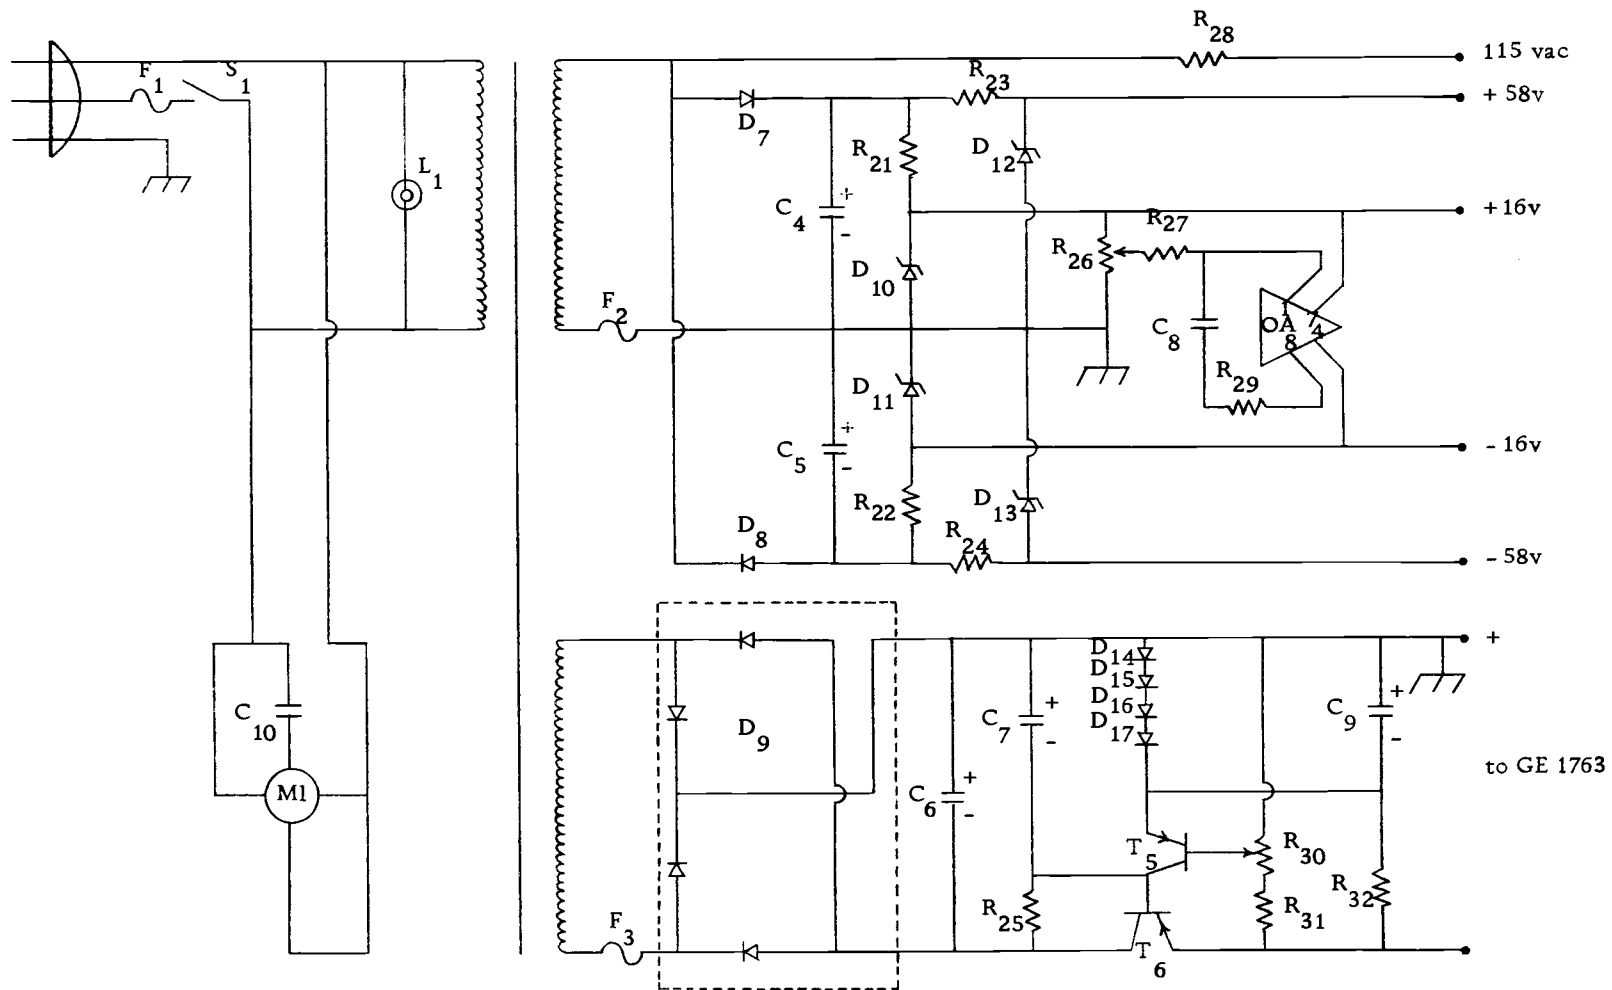 R28
115 vac
F1
S1
R23
+ 58v
D7
R21
D12
L1
C4
+
-
+16v
R27
R26
D10
F2
1
7
OA
4
8
C8
D11
R29
C5
+
-
- 16v
R22
D13
D8
R24
- 58v
+
D14
D15
D16
D17
C10
D9
C7
+
-
C9
+
-
to GE 1763
M1
C6
+
-
T5
R30
R25
R32
R31
F3
T6